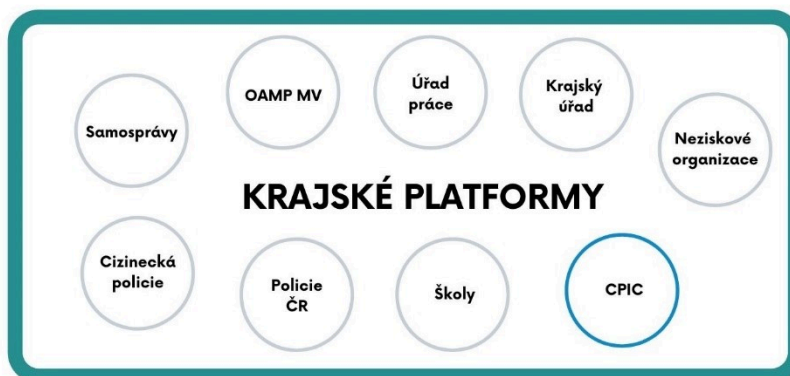 OAMP MV
Úřad
práce
Krajský
úřad
Samosprávy
Neziskové
organizace
KRAJSKÉ PLATFORMY
Cizinecká
policie
Policie
ČR
Školy
CPIC